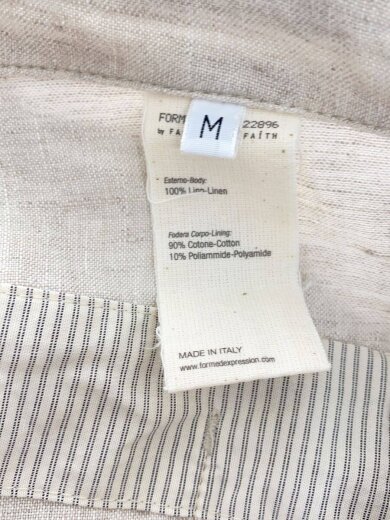 FORM 22896
by FA FAITH
M
Esterno-Body:
100% Lino-Linen
Fodera Corpo-Lining:
90% Cotone-Cotton
10% Poliammide-Polyamide
MADE IN ITALY
www.formedexpression.com